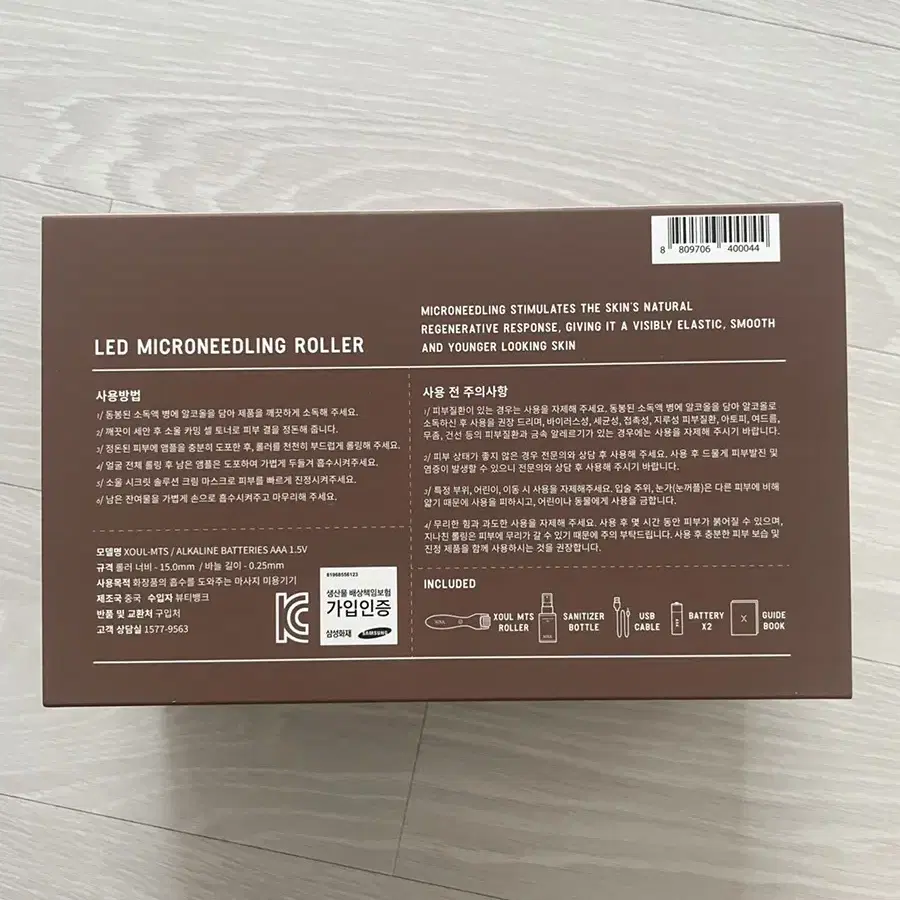 8 809706 400044
LED MICRONEEDLING ROLLER
MICRONEEDLING STIMULATES THE SKIN'S NATURAL
REGENERATIVE RESPONSE, GIVING IT A VISIBLY ELASTIC, SMOOTH
AND YOUNGER LOOKING SKIN
사용방법
1/ 동봉된 소독액 병에 알코올을 담아 제품을 깨끗하게 소독해 주세요.
2/ 깨끗이 세안 후 소울 카밍 셀 토너로 피부 결을 정돈해 줍니다.
3/ 정돈된 피부에 앰플을 충분히 도포한 후, 롤러를 천천히 부드럽게 롤링해 주세요.
4/ 얼굴 전체 롤링 후 남은 앰플은 도포하여 가볍게 두들겨 흡수시켜주세요.
5/ 소울 시크릿 솔루션 크림 마스크로 피부를 빠르게 진정시켜주세요.
6/ 남은 잔여물을 가볍게 손으로 흡수시켜주고 마무리해 주세요.
모델명 XOUL-MTS / ALKALINE BATTERIES AAA 1.5V
규격 롤러 너비 - 15.0mm / 바늘 길이 - 0.25mm
사용목적 화장품의 흡수를 도와주는 마사지 미용기기
제조국 중국 수입자 뷰티뱅크
반품 및 교환처 구입처
고객 상담실 1577-9563
81968556123
생산물 배상책임보험
가입인증
삼성화재 SAMSUNG
사용 전 주의사항
1/ 피부질환이 있는 경우는 사용을 자제해 주세요. 동봉된 소독액 병에 알코올을 담아 알코올로
소독하신 후 사용을 권장 드리며, 바이러스성, 세균성, 접촉성, 지루성 피부질환, 아토피, 여드름,
무좀, 건선 등의 피부질환과 금속 알레르기가 있는 경우에는 사용을 자제해 주세요.
2/ 피부 상태가 좋지 않은 경우 전문의와 상담 후 사용해 주세요. 사용 후 드물게 피부발진 및
염증이 발생할 수 있으니 전문의와 상담 후 사용해 주시기 바랍니다.
3/ 특정 부위, 어린이, 이동 시 사용을 자제해주세요. 입술 주위, 눈가(눈꺼풀)은 다른 피부에 비해
얇기 때문에 사용을 피하시고, 어린이나 동물에게 사용을 금합니다.
4/ 무리한 힘과 과도한 사용을 자제해 주세요. 사용 후 몇 시간 동안 피부가 붉어질 수 있으며,
지나친 롤링은 피부에 무리가 갈 수 있기 때문에 주의 부탁드립니다. 사용 후 충분한 피부 보습 및
진정 제품을 함께 사용하시는 것을 권장합니다.
INCLUDED
XOUL MTS
ROLLER
SANITIZER
BOTTLE
USB
CABLE
BATTERY
X2
X
GUIDE
BOOK